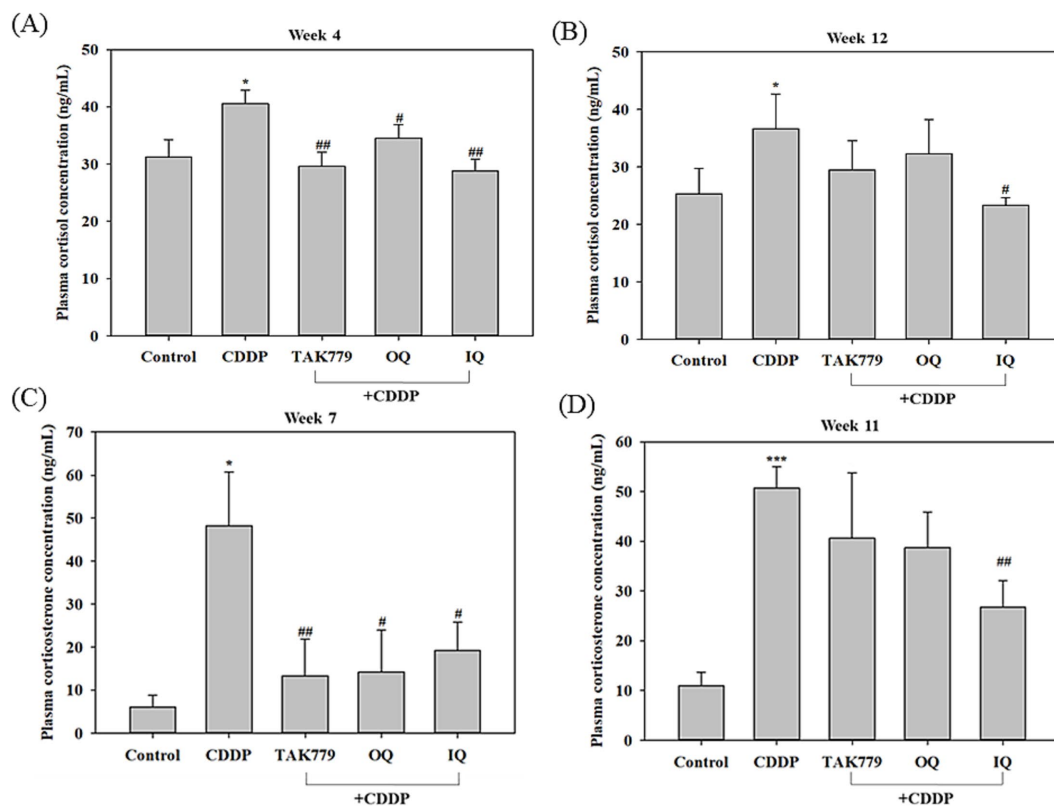 (A)
Week 4
Plasma cortisol concentration (ng/mL)
50
40
30
20
10
0
*
##
#
##
Control CDDP TAK779 OQ IQ
+CDDP
(B)
Week 12
Plasma cortisol concentration (ng/mL)
50
40
30
20
10
0
*
#
Control CDDP TAK779 OQ IQ
+CDDP
(C)
Week 7
Plasma corticosterone concentration (ng/mL)
70
60
50
40
30
20
10
0
*
##
#
#
Control CDDP TAK779 OQ IQ
+CDDP
(D)
Week 11
Plasma corticosterone concentration (ng/mL)
60
50
40
30
20
10
0
***
##
Control CDDP TAK779 OQ IQ
+CDDP